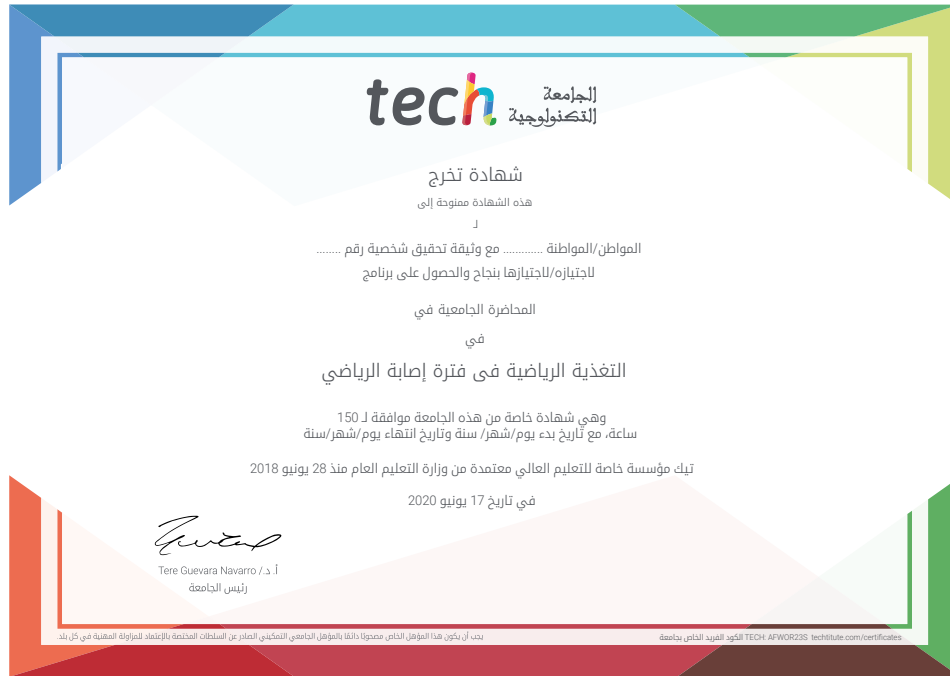 tech الجامعة
التكنولوجية
شهادة تخرج
هذه الشهادة ممنوحة إلى
لـ
المواطن/المواطنة ............ مع وثيقة تحقيق شخصية رقم ........
لاجتيازه/لاجتيازها بنجاح والحصول على برنامج
المحاضرة الجامعية في
في
التغذية الرياضية فى فترة إصابة الرياضي
وهي شهادة خاصة من هذه الجامعة موافقة لـ 150
ساعة، مع تاريخ بدء يوم/شهر/ سنة وتاريخ انتهاء يوم/شهر/سنة
تيك مؤسسة خاصة للتعليم العالي معتمدة من وزارة التعليم العام منذ 28 يونيو 2018
في تاريخ 17 يونيو 2020
أ. د./ Tere Guevara Navarro
رئيس الجامعة
يجب أن يكون هذا المؤهل الخاص مصحوبًا دائمًا بالمؤهل الجامعي التمكيني الصادر عن السلطات المختصة بالإعتماد للمزاولة المهنية في كل بلد.
الكود الفريد الخاص بجامعة TECH: AFWOR23S techtitute.com/certificates